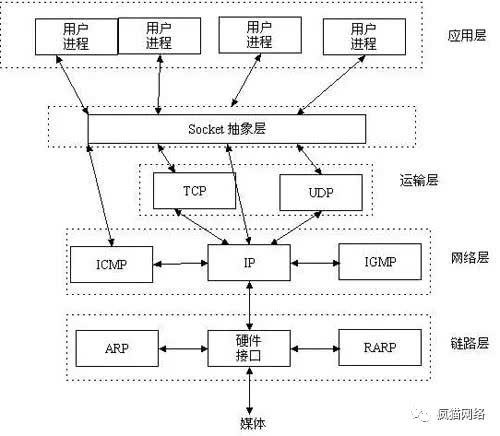 用户 用户 用户 用户
进程 进程 进程 进程
应用层
Socket 抽象层
运输层
TCP
UDP
ICMP
IP
IGMP
网络层
ARP
硬件
接口
RARP
链路层
媒体
疯猫网络